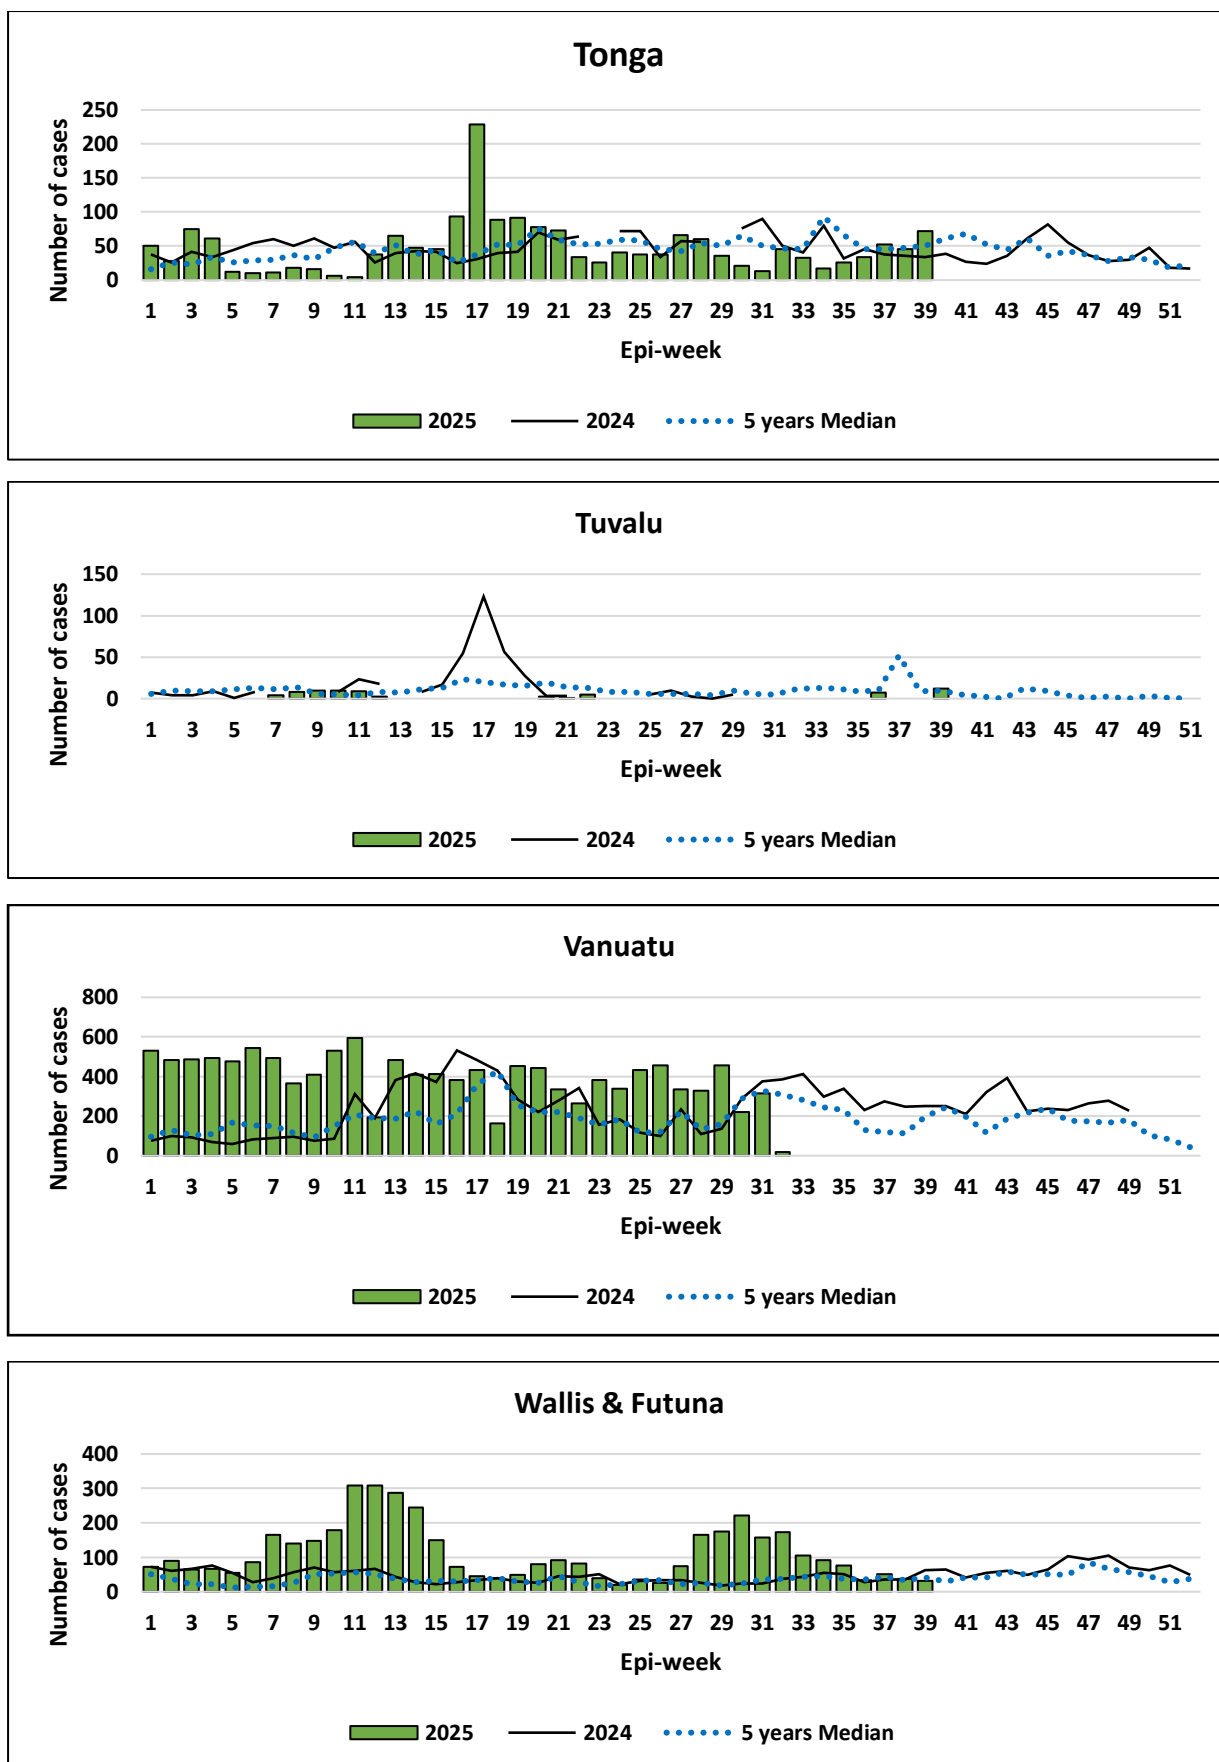 Tonga
Number of cases
250
200
150
100
50
0
1 3 5 7 9 11 13 15 17 19 21 23 25 27 29 31 33 35 37 39 41 43 45 47 49 51
Epi-week
2025 2024 5 years Median
Tuvalu
Number of cases
150
100
50
0
1 3 5 7 9 11 13 15 17 19 21 23 25 27 29 31 33 35 37 39 41 43 45 47 49 51
Epi-week
2025 2024 5 years Median
Vanuatu
Number of cases
800
600
400
200
0
1 3 5 7 9 11 13 15 17 19 21 23 25 27 29 31 33 35 37 39 41 43 45 47 49 51
Epi-week
2025 2024 5 years Median
Wallis & Futuna
Number of cases
400
300
200
100
0
1 3 5 7 9 11 13 15 17 19 21 23 25 27 29 31 33 35 37 39 41 43 45 47 49 51
Epi-week
2025 2024 5 years Median